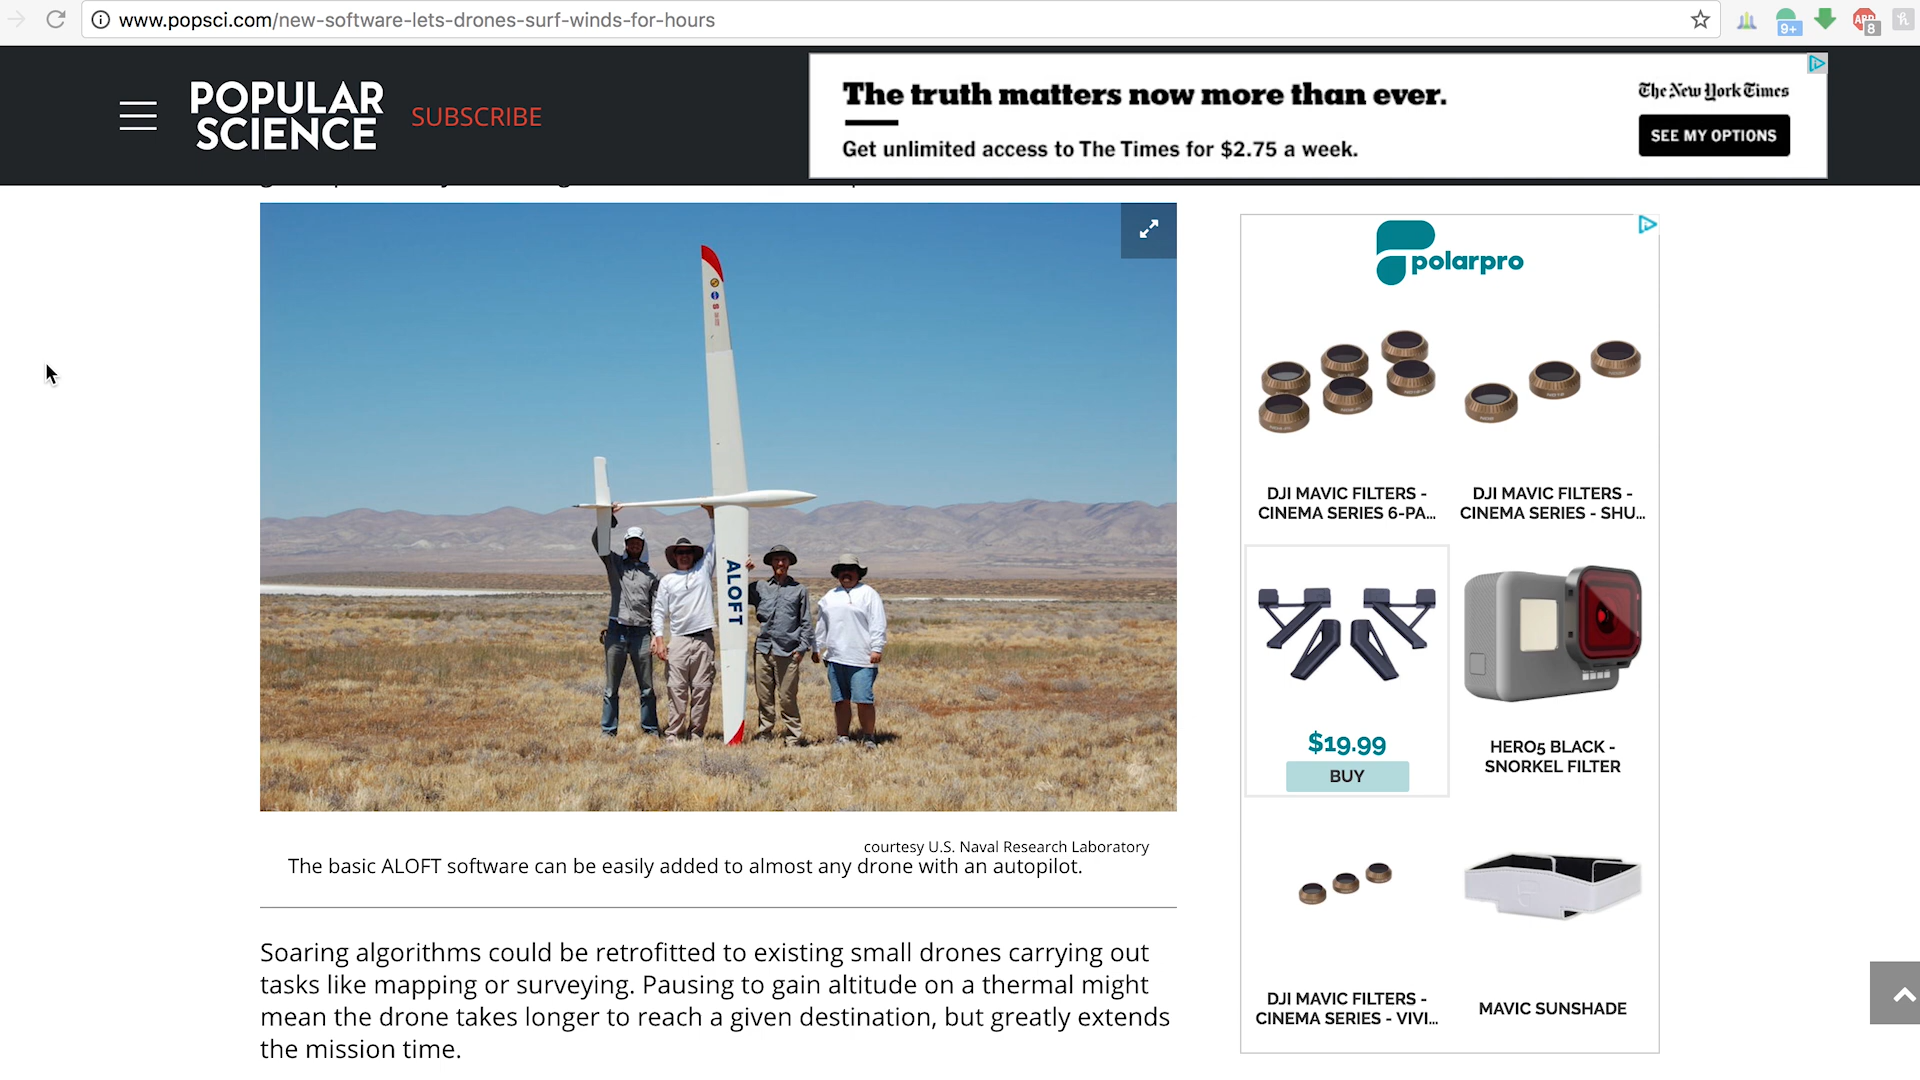 www.popsci.com/new-software-lets-drones-surf-winds-for-hours
9+
ABP
8
POPULAR
SCIENCE
SUBSCRIBE
The truth matters now more than ever.
Get unlimited access to The Times for $2.75 a week.
The New York Times
SEE MY OPTIONS
ALOFT
courtesy U.S. Naval Research Laboratory
The basic ALOFT software can be easily added to almost any drone with an autopilot.
Soaring algorithms could be retrofitted to existing small drones carrying out
tasks like mapping or surveying. Pausing to gain altitude on a thermal might
mean the drone takes longer to reach a given destination, but greatly extends
the mission time.
polarpro
DJI MAVIC FILTERS -
CINEMA SERIES 6-PA...
DJI MAVIC FILTERS -
CINEMA SERIES - SHU...
$19.99
BUY
HERO5 BLACK -
SNORKEL FILTER
DJI MAVIC FILTERS -
CINEMA SERIES - VIVI...
MAVIC SUNSHADE